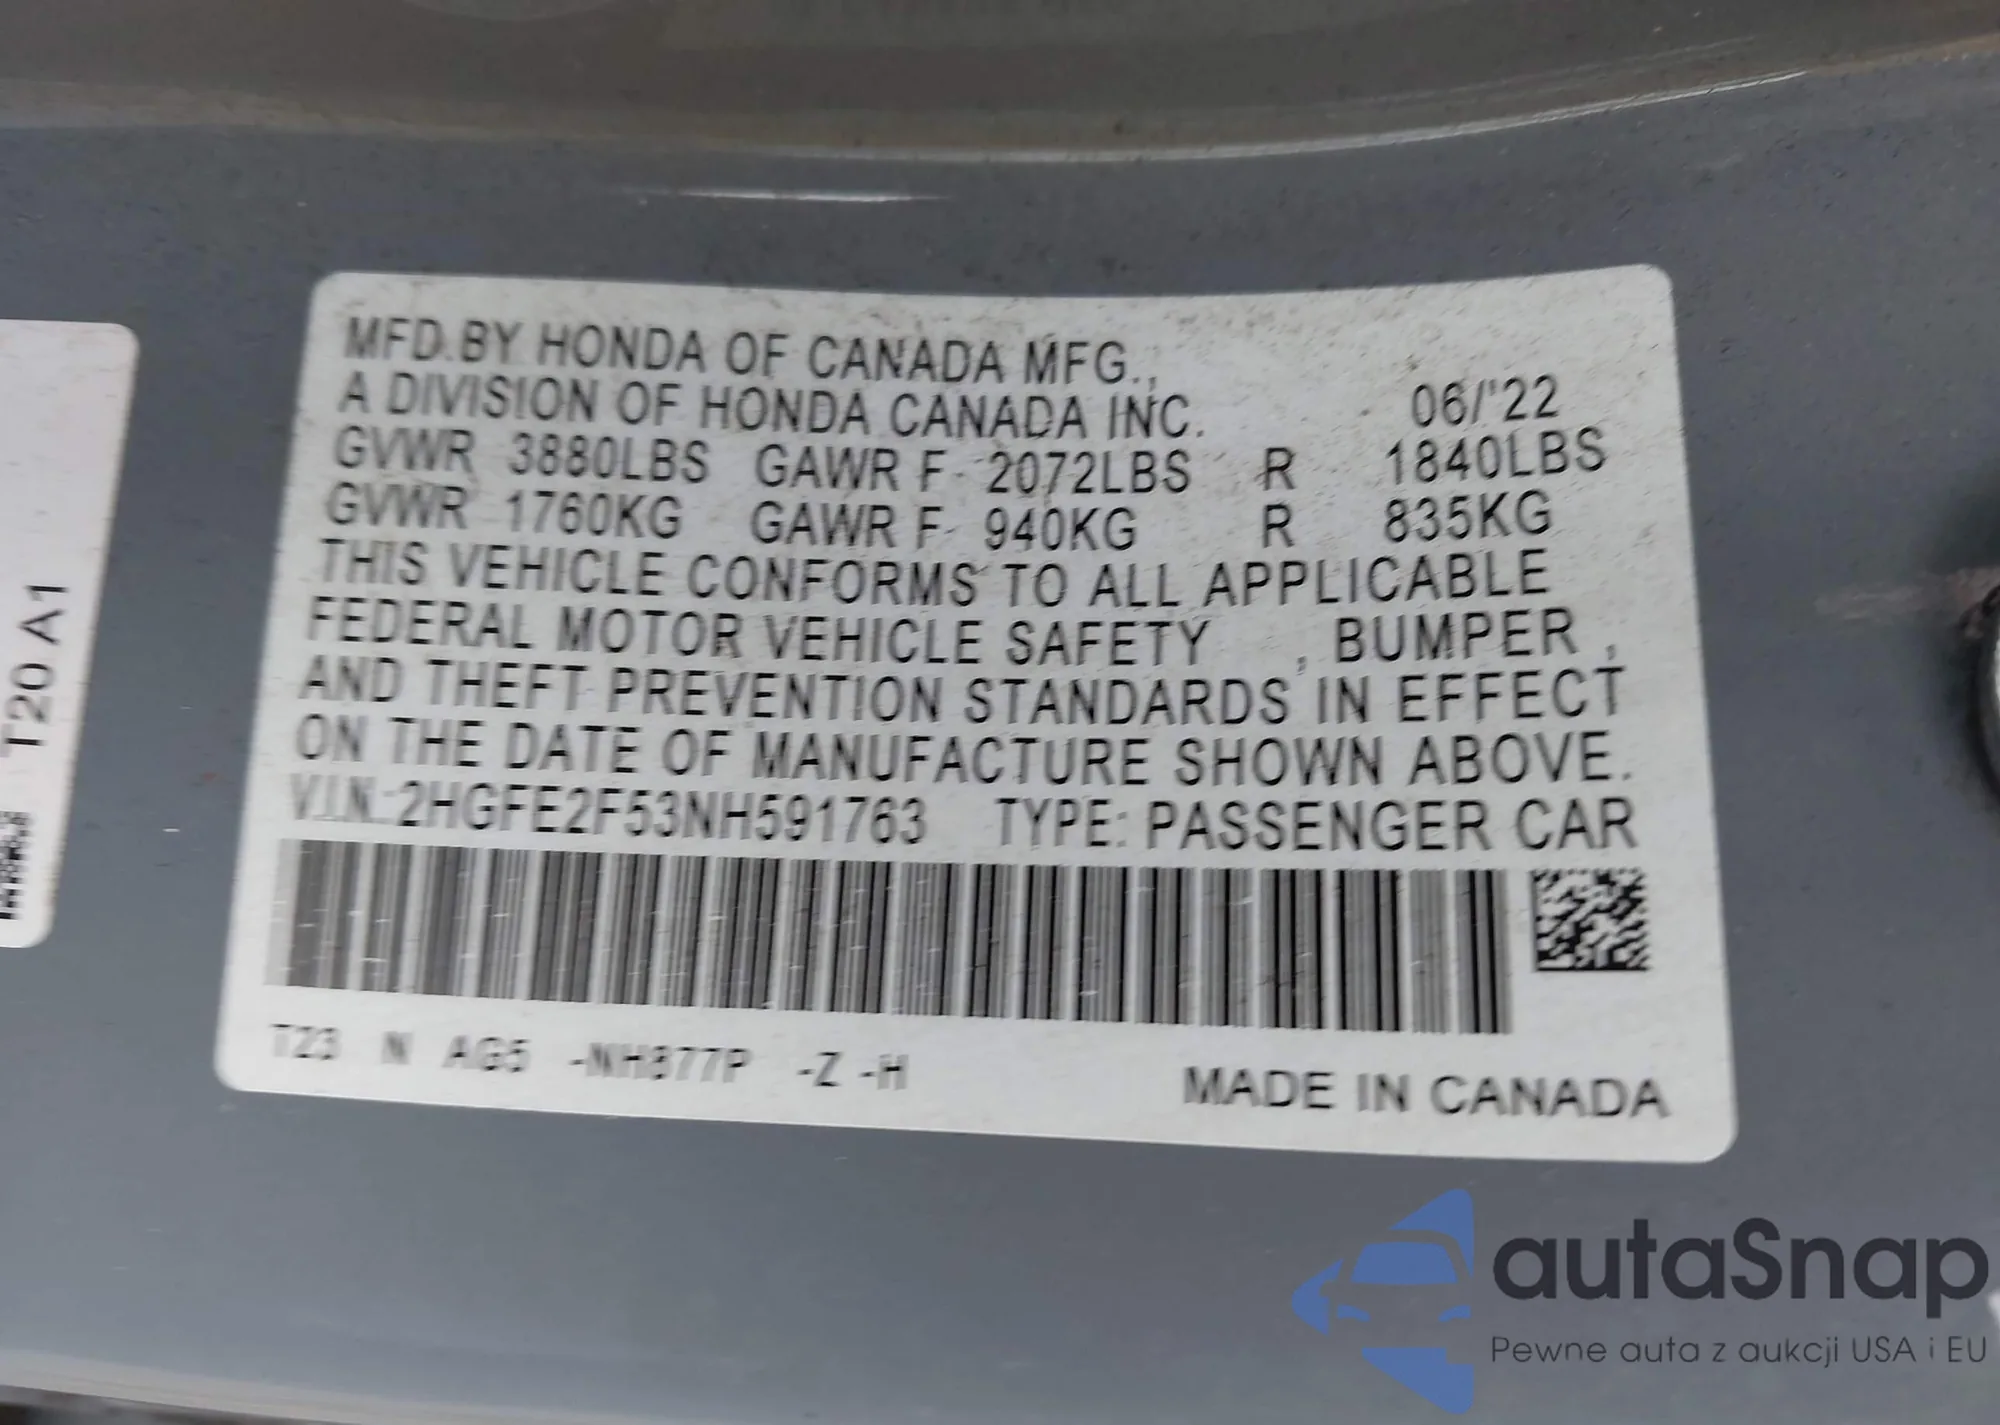 MFD.BY HONDA OF CANADA MFG.,
A DIVISION OF HONDA CANADA INC. 06/'22
GVWR 3880LBS GAWR F 2072LBS R 1840LBS
GVWR 1760KG GAWR F 940KG R 835KG
THIS VEHICLE CONFORMS TO ALL APPLICABLE
FEDERAL MOTOR VEHICLE SAFETY , BUMPER ,
AND THEFT PREVENTION STANDARDS IN EFFECT
ON THE DATE OF MANUFACTURE SHOWN ABOVE.
V.I.N.:2HGFE2F53NH591763 TYPE: PASSENGER CAR
T23 N AG5 -NH877P -Z -H
MADE IN CANADA
T20 A1
autaSnap
Pewne auta z aukcji USA i EU